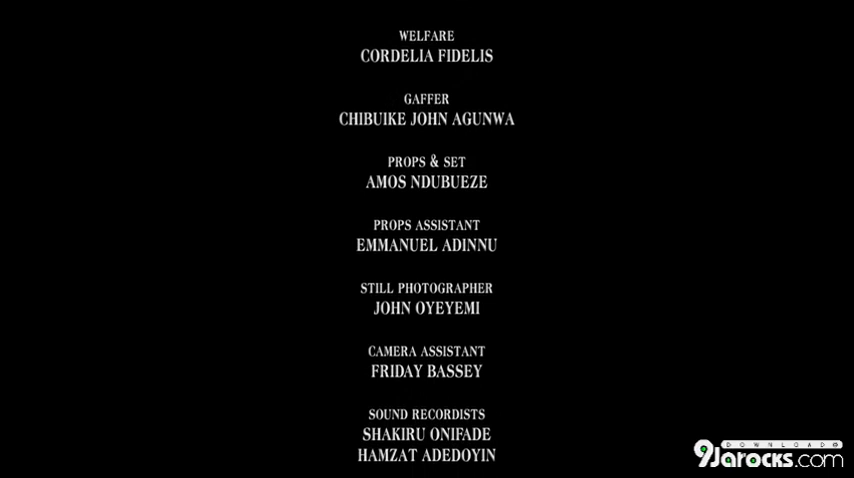 WELFARE
CORDELIA FIDELIS
GAFFER
CHIBUIKE JOHN AGUNWA
PROPS & SET
AMOS NDUBUEZE
PROPS ASSISTANT
EMMANUEL ADINNU
STILL PHOTOGRAPHER
JOHN OYEYEMI
CAMERA ASSISTANT
FRIDAY BASSEY
SOUND RECORDISTS
SHAKIRU ONIFADE
HAMZAT ADEDOYIN
DOWNLOAD@
9Jarocks.com